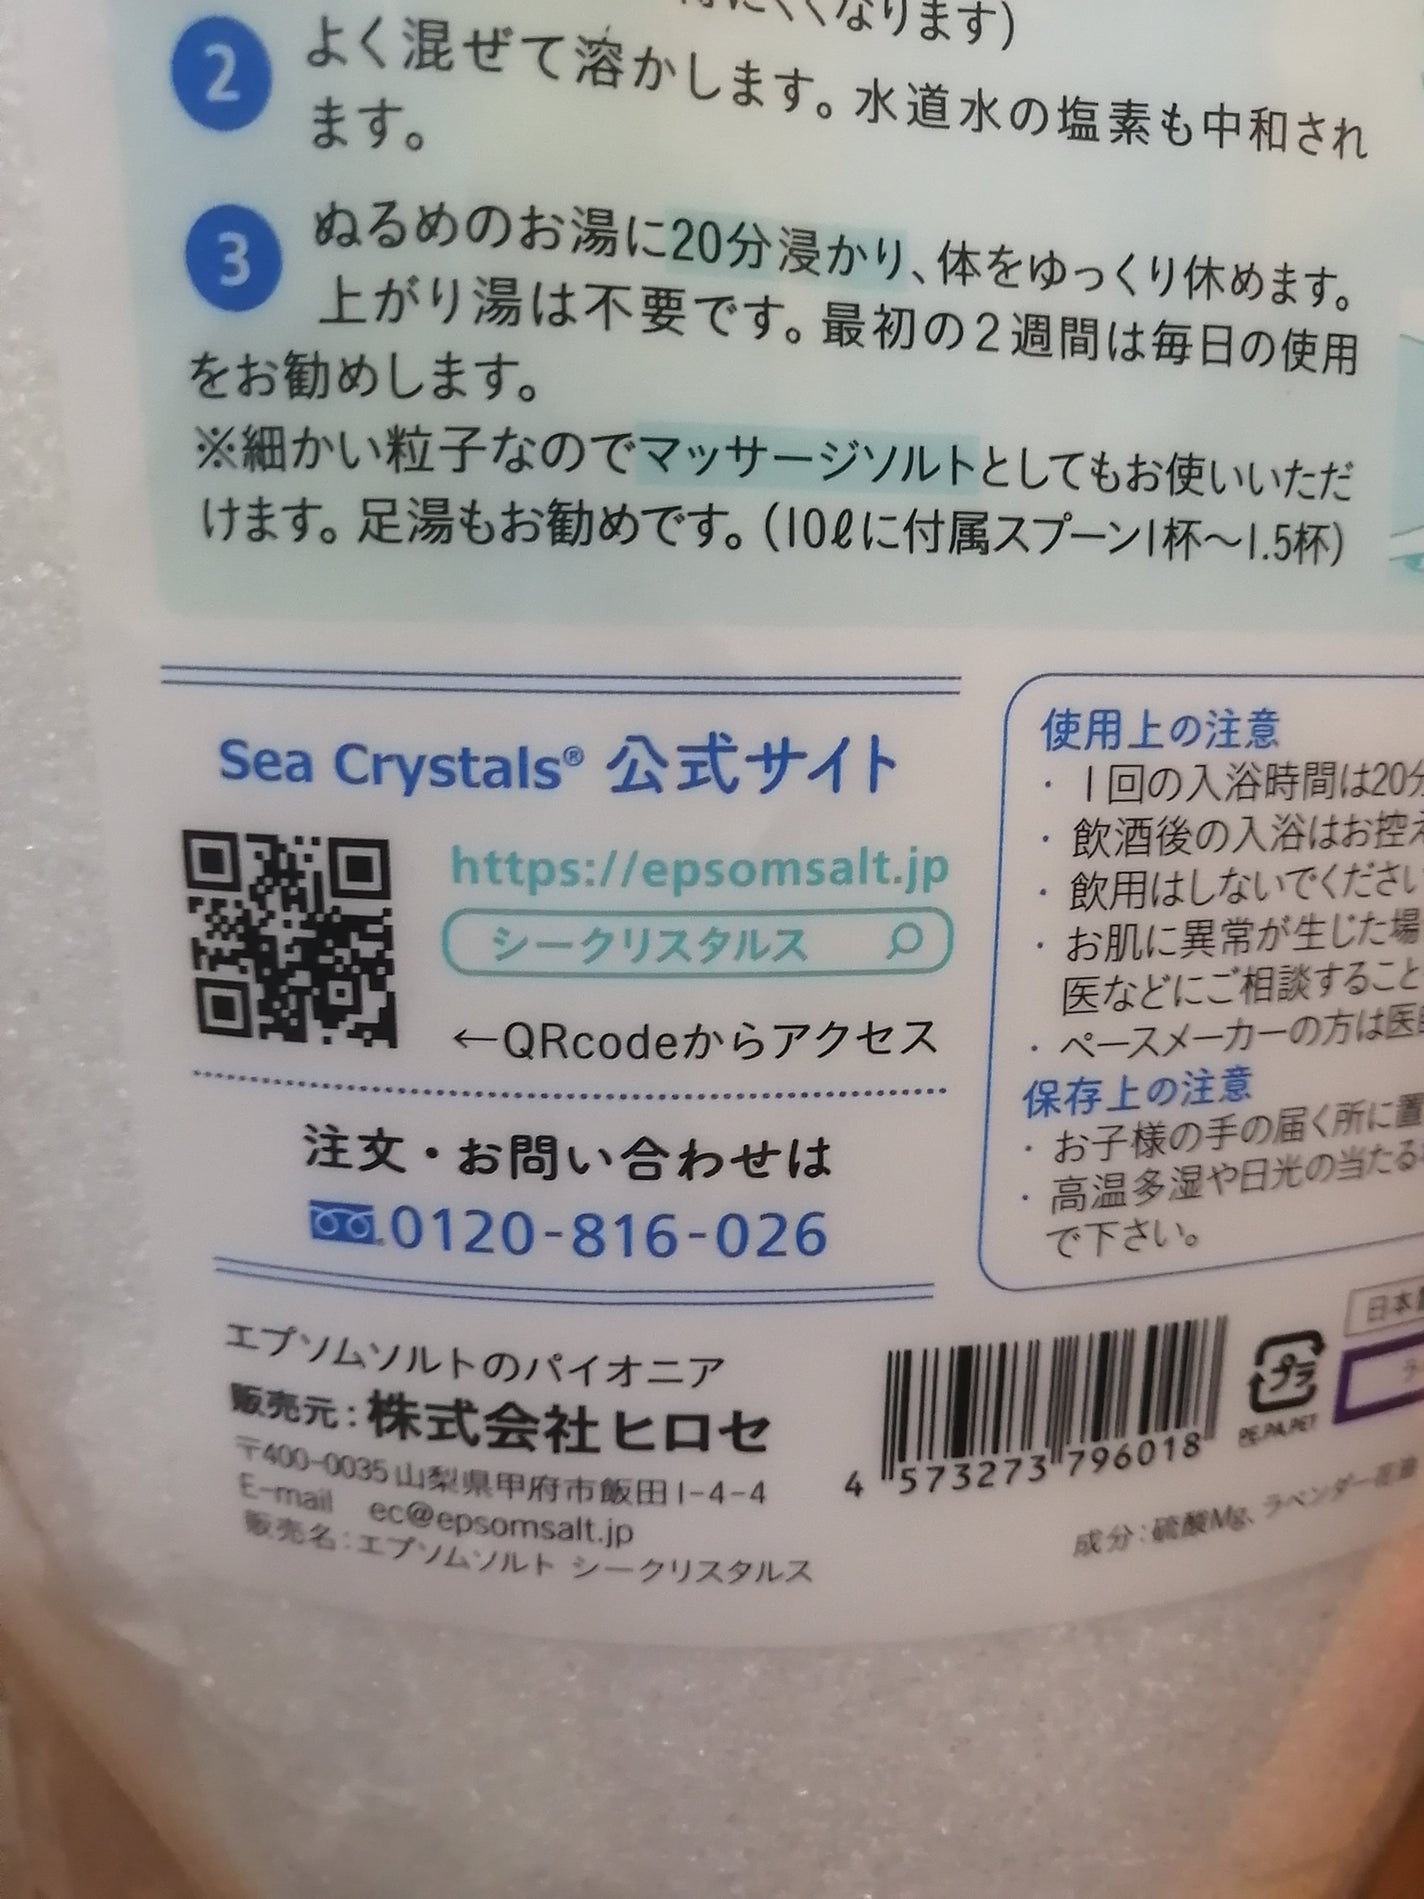 くくなります)
2 よく混ぜて溶かします。水道水の塩素も中和され
ます。
3 ぬるめのお湯に20分浸かり、体をゆっくり休めます。
上がり湯は不要です。最初の2週間は毎日の使用
をお勧めします。
※細かい粒子なのでマッサージソルトとしてもお使いいただ
けます。足湯もお勧めです。(10ℓに付属スプーン1杯〜1.5杯)
Sea Crystals® 公式サイト
https://epsomsalt.jp
シークリスタルス
←QRcodeからアクセス
注文・お問い合わせは
0120-816-026
エプソムソルトのパイオニア
販売元:株式会社ヒロセ
〒400-0035 山梨県甲府市飯田1-4-4
E-mail ec@epsomsalt.jp
販売名:エプソムソルト シークリスタルス
使用上の注意
・1回の入浴時間は20分
・飲酒後の入浴はお控え
・飲用はしないでください
・お肌に異常が生じた場
医などにご相談すること
・ペースメーカーの方は医
保存上の注意
・お子様の手の届く所に置
・高温多湿や日光の当たる
で下さい。
4 573273 796018
プラ
PE.PA.PET
日本
成分:硫酸Mg、ラベンダー花油